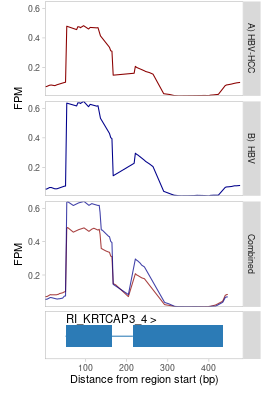 0.6
0.4
0.2
A) HBV-HCC
FPM
0.6
0.4
0.2
B) HBV
0.6
0.4
0.2
Combined
FPM
RI_KRTCAP3_4 >
100 200 300 400
Distance from region start (bp)